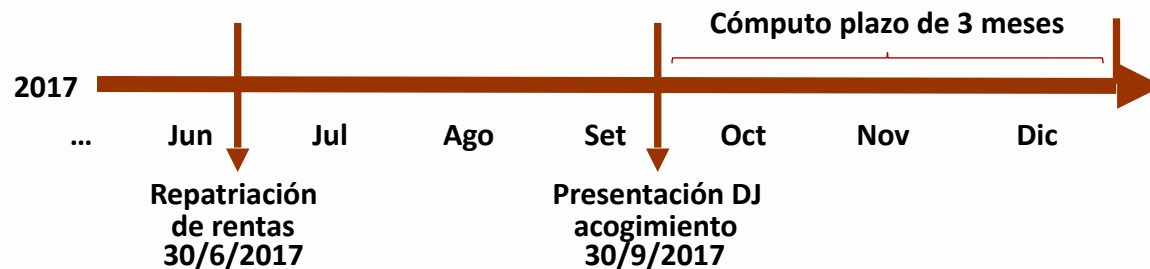 Cómputo plazo de 3 meses
2017
... Jun Jul Ago Set Oct Nov Dic
Repatriación
de rentas
30/6/2017
Presentación DJ
acogimiento
30/9/2017